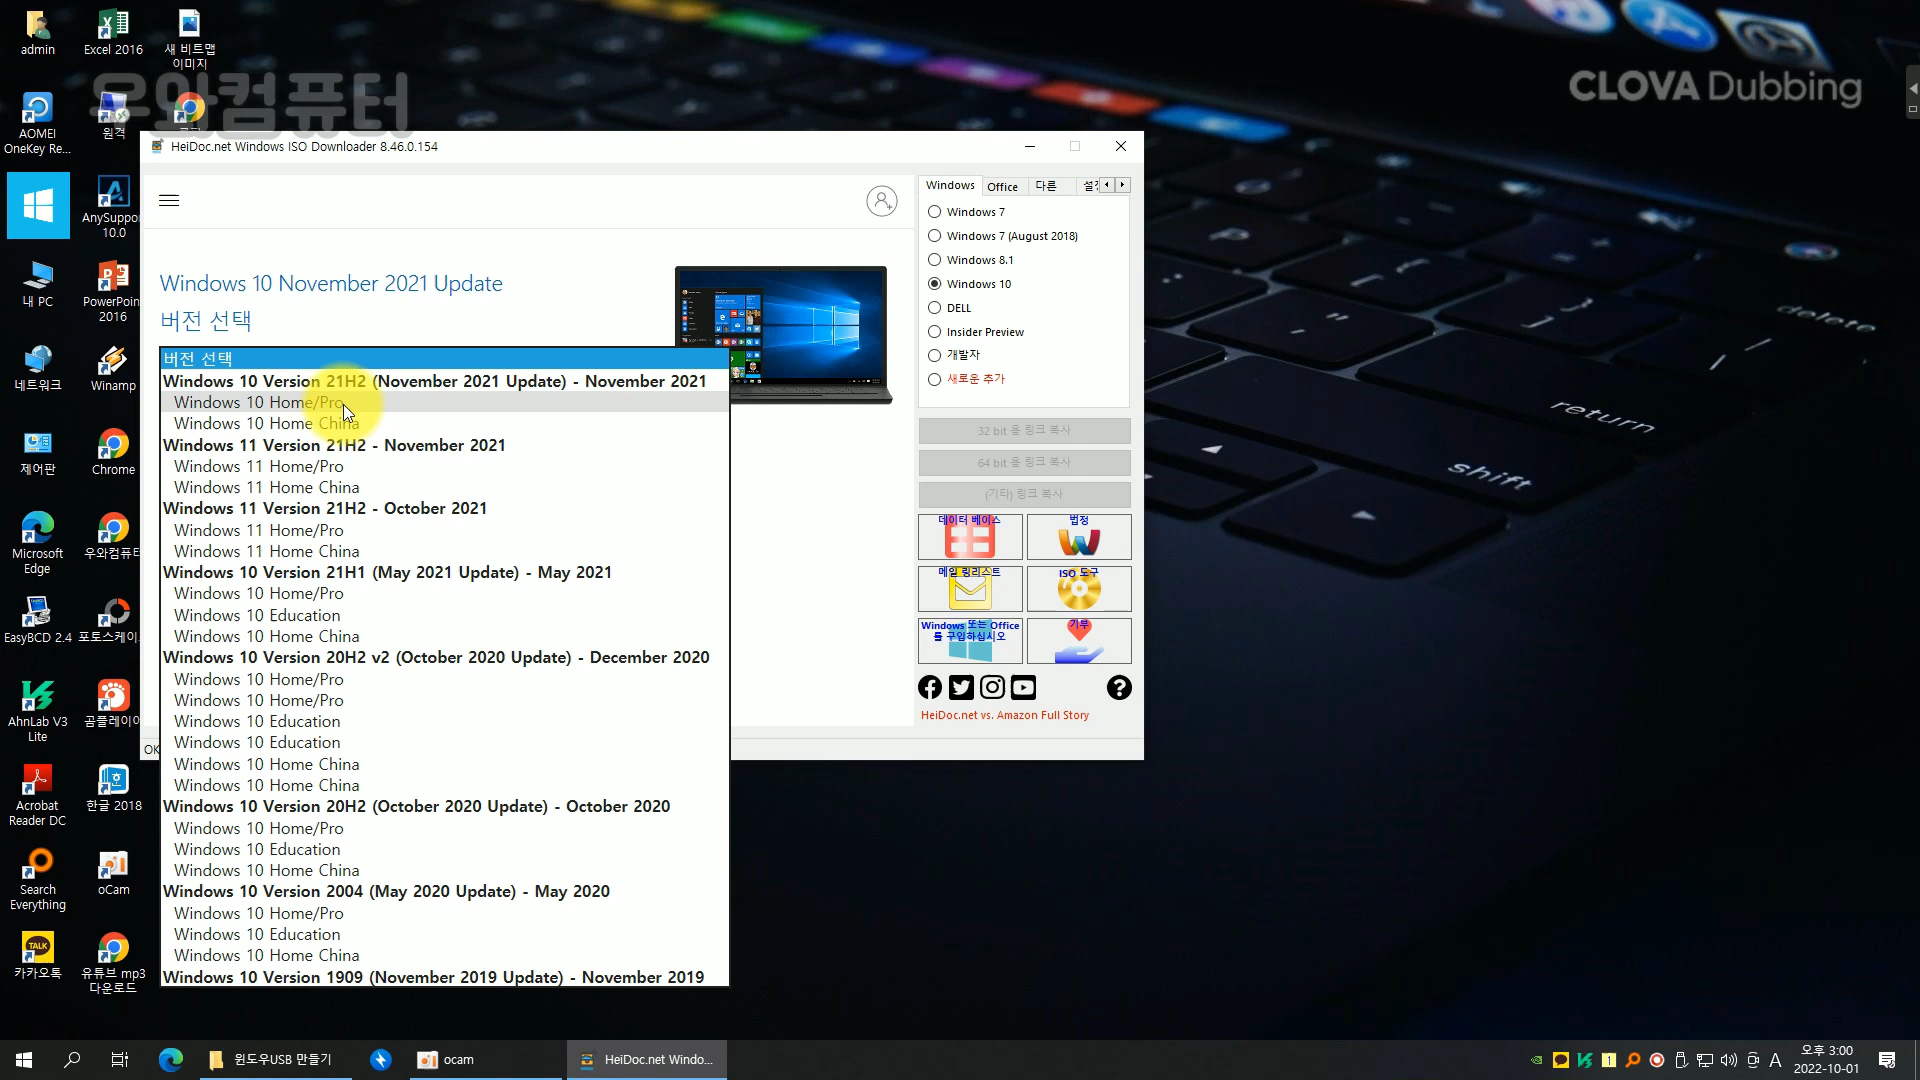 admin
Excel 2016
새 비트맵
이미지
우와컴퓨터
CLOVA Dubbing
AOMEI
OneKey Re...
원격
HeiDoc.net Windows ISO Downloader 8.46.0.154
AnySuppo
10.0
내 PC
PowerPoin
2016
네트워크
Winamp
제어판
Chrome
Microsoft
Edge
우와컴퓨터
EasyBCD 2.4
포토스케이.
AhnLab V3
Lite
곰플레이어
Acrobat
Reader DC
한글 2018
Search
Everything
oCam
TALK
카카오톡
유튜브 mp3
다운로드
Windows 10 November 2021 Update
버전 선택
버전 선택
Windows 10 Version 21H2 (November 2021 Update) - November 2021
Windows 10 Home/Pro
Windows 10 Home China
Windows 11 Version 21H2 - November 2021
Windows 11 Home/Pro
Windows 11 Home China
Windows 11 Version 21H2 - October 2021
Windows 11 Home/Pro
Windows 11 Home China
Windows 10 Version 21H1 (May 2021 Update) - May 2021
Windows 10 Home/Pro
Windows 10 Education
Windows 10 Home China
Windows 10 Version 20H2 v2 (October 2020 Update) - December 2020
Windows 10 Home/Pro
Windows 10 Home/Pro
Windows 10 Education
Windows 10 Education
Windows 10 Home China
Windows 10 Home China
Windows 10 Version 20H2 (October 2020 Update) - October 2020
Windows 10 Home/Pro
Windows 10 Education
Windows 10 Home China
Windows 10 Version 2004 (May 2020 Update) - May 2020
Windows 10 Home/Pro
Windows 10 Education
Windows 10 Home China
Windows 10 Version 1909 (November 2019 Update) - November 2019
OK
Windows
Office
다른
설정
Windows 7
Windows 7 (August 2018)
Windows 8.1
Windows 10
DELL
Insider Preview
개발자
새로운 추가
32 bit 용 링크 복사
64 bit 용 링크 복사
(기타) 링크 복사
데이터 베이스
법정
메일 링리스트
ISO 도구
Windows 또는 Office
를 구입하십시오
기부
HeiDoc.net vs. Amazon Full Story
delete
return
shift
윈도우USB 만들기
ocam
HeiDoc.net Windo...
A
오후 3:00
2022-10-01